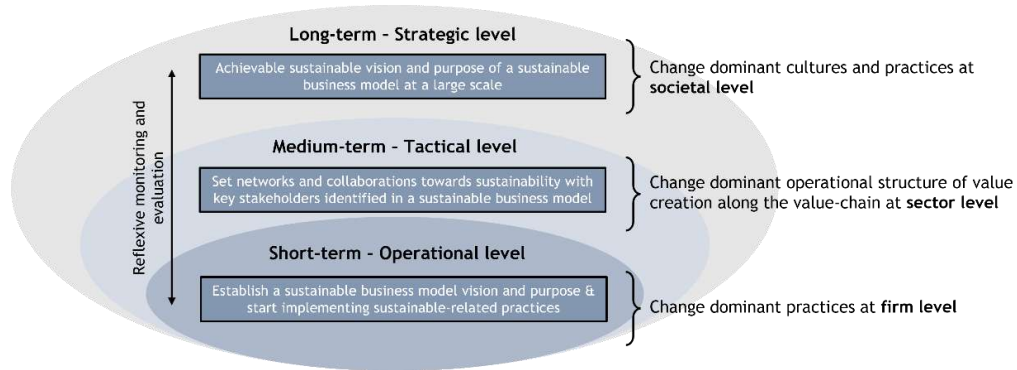 Long-term – Strategic level
Achievable sustainable vision and purpose of a sustainable
business model at a large scale
Change dominant cultures and practices at
societal level
Reflexive monitoring and
evaluation
Medium-term – Tactical level
Set networks and collaborations towards sustainability with
key stakeholders identified in a sustainable business model
Change dominant operational structure of value
creation along the value-chain at sector level
Short-term – Operational level
Establish a sustainable business model vision and purpose &
start implementing sustainable-related practices
Change dominant practices at firm level